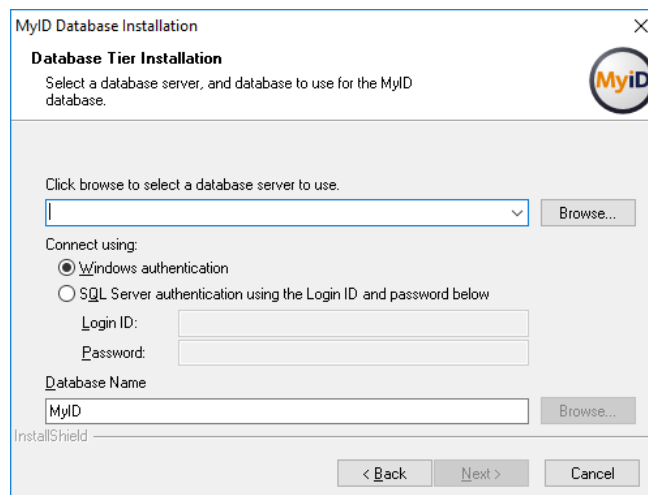 MyID Database Installation
Database Tier Installation
Select a database server, and database to use for the MyID
database.
MyiD
Click browse to select a database server to use.
Browse...
Connect using:
Windows authentication
SQL Server authentication using the Login ID and password below
Login ID:
Password:
Database Name
MyID
Browse...
InstallShield
< Back
Next >
Cancel